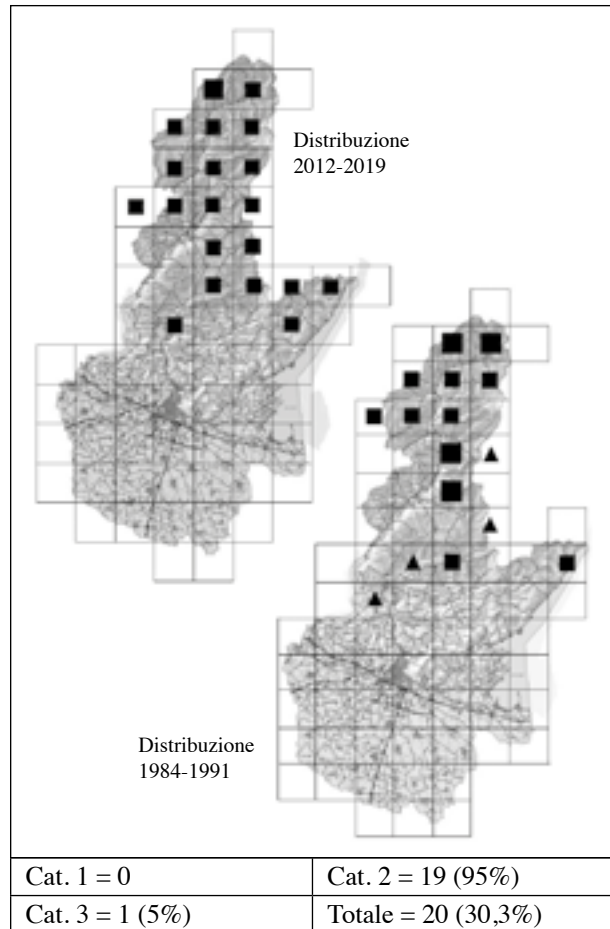 Distribuzione
2012-2019
Distribuzione
1984-1991
Cat. 1 = 0
Cat. 2 = 19 (95%)
Cat. 3 = 1 (5%)
Totale = 20 (30,3%)